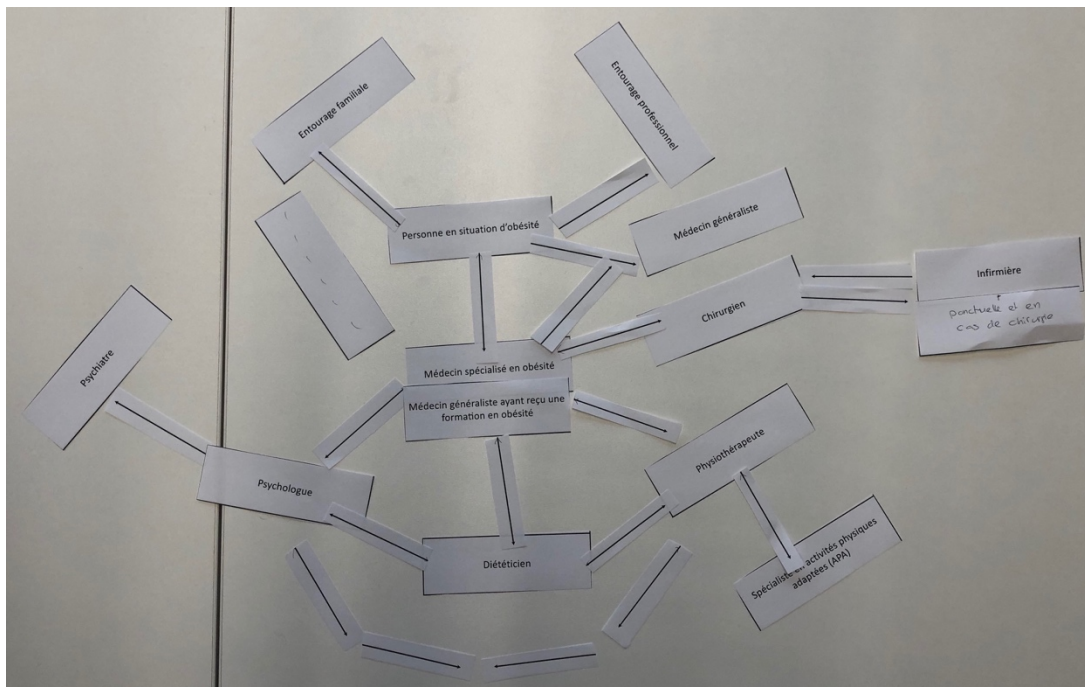 Entourage familiale
Entourage professionnel
Personne en situation d'obésité
Médecin généraliste
Infirmière
ponctuelle et en
cas de chirurgie
Chirurgien
Médecin spécialisé en obésité
Psychiatre
Médecin généraliste ayant reçu une
formation en obésité
Physiothérapeute
Psychologue
Diététicien
Spécialiste en activités physiques
adaptées (APA)